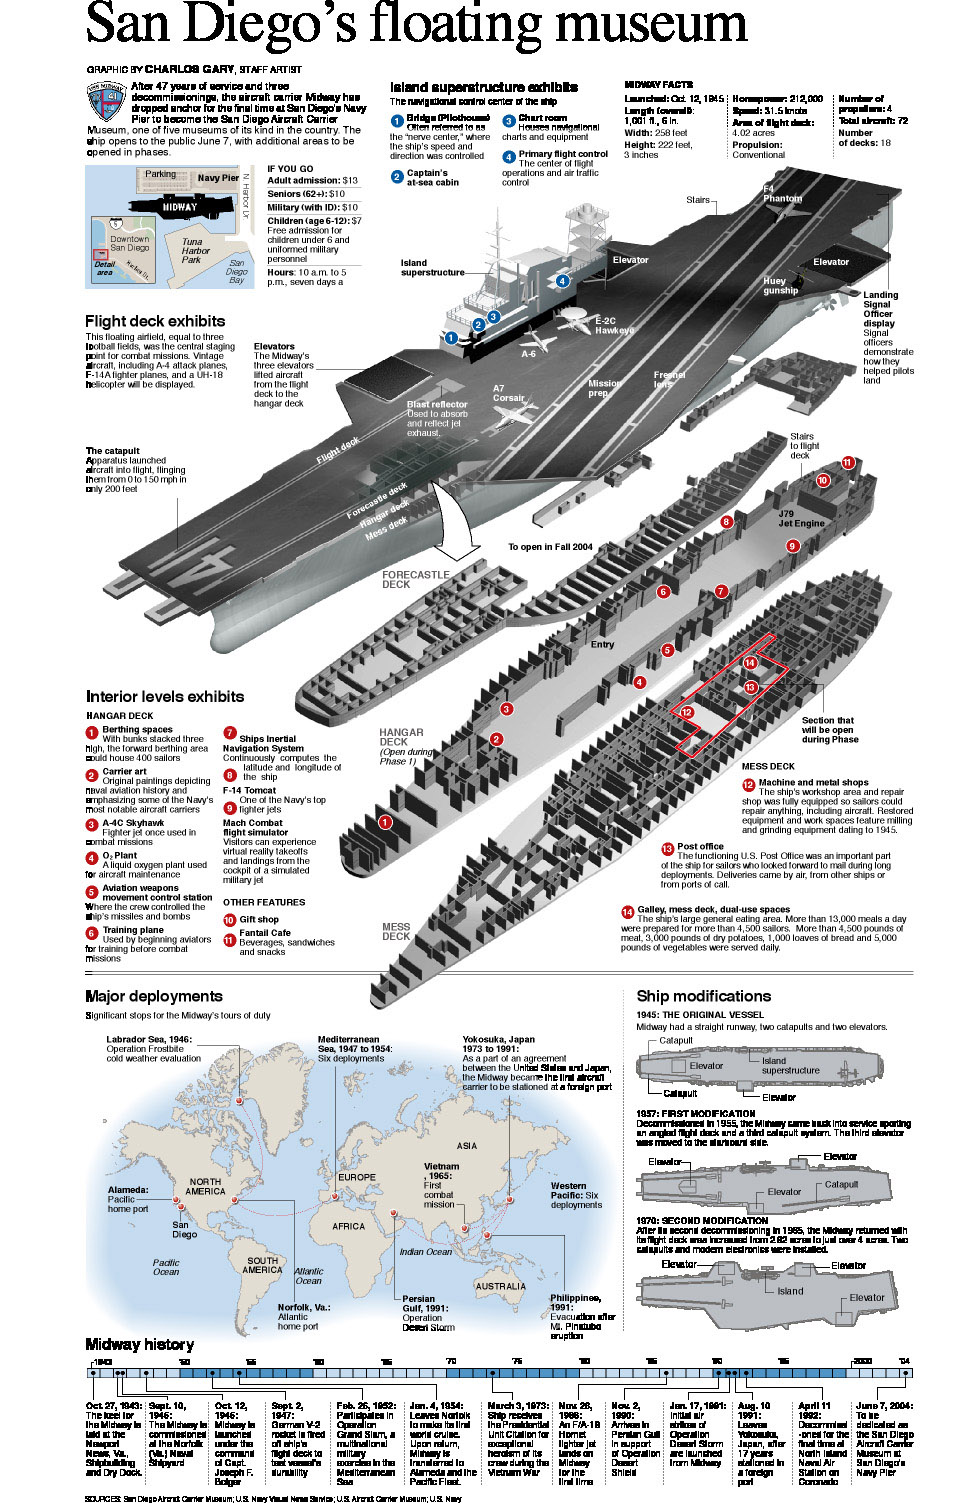 San Diego's floating museum
GRAPHIC BY CHARLOS GARY, STAFF ARTIST
After 47 years of service and three
decommissionings, the aircraft carrier Midway has
dropped anchor for the final time at San Diego's Navy
Pier to become the San Diego Aircraft Carrier
Museum, one of five museums of its kind in the country. The
ship opens to the public June 7, with additional areas to be
opened in phases.
Parking
Navy Pier
N. Harbor Dr.
MIDWAY
5
Downtown
San Diego
Detail
area
Tuna
Harbor
Park
San
Diego
Bay
IF YOU GO
Adult admission: $13
Seniors (62+): $10
Military (with ID): $10
Children (age 6-12): $7
Free admission for
children under 6 and
uniformed military
personnel
Hours: 10 a.m. to 5
p.m., seven days a
Island superstructure exhibits
The navigational control center of the ship
1 Bridge (Pilothouse)
Often referred to as
the "nerve center," where
the ship's speed and
direction was controlled
2 Captain's
at-sea cabin
3 Chart room
Houses navigational
charts and equipment
4 Primary flight control
The center of flight
operations and air traffic
control
MIDWAY FACTS
Launched: Oct. 12, 1945
Length (overall):
1,001 ft., 6 in.
Width: 258 feet
Height: 222 feet,
3 inches
Horsepower: 212,000
Speed: 31.5 knots
Area of flight deck:
4.02 acres
Propulsion:
Conventional
Number of
propellers: 4
Total aircraft: 72
Number
of decks: 18
Flight deck exhibits
This floating airfield, equal to three
football fields, was the central staging
point for combat missions. Vintage
aircraft, including A-4 attack planes,
F-14A fighter planes, and a UH-18
helicopter will be displayed.
Elevators
The Midway's
three elevators
lifted aircraft
from the flight
deck to the
hangar deck
The catapult
Apparatus launched
aircraft into flight, flinging
them from 0 to 150 mph in
only 200 feet
Island
superstructure
Stairs
F4
Phantom
Elevator
Elevator
Huey
gunship
Landing
Signal
Officer
display
Signal
officers
demonstrate
how they
helped pilots
land
1
2
3
4
E-2C
Hawkeye
A-6
A7
Corsair
Mission
prep
Fresnel
lens
Blast reflector
Used to absorb
and reflect jet
exhaust.
Flight deck
Forecastle deck
Hangar deck
Mess deck
41
Stairs
to flight
deck
J79
Jet Engine
To open in Fall 2004
FORECASTLE
DECK
Entry
HANGAR
DECK
(Open during
Phase 1)
MESS
DECK
1
2
3
4
5
6
7
8
9
10
11
12
13
14
Section that
will be open
during Phase
Interior levels exhibits
HANGAR DECK
1 Berthing spaces
With bunks stacked three
high, the forward berthing area
could house 400 sailors
2 Carrier art
Original paintings depicting
naval aviation history and
emphasizing some of the Navy's
most notable aircraft carriers
3 A-4C Skyhawk
Fighter jet once used in
combat missions
4 O2 Plant
A liquid oxygen plant used
for aircraft maintenance
5 Aviation weapons
movement control station
Where the crew controlled the
ship's missiles and bombs
6 Training plane
Used by beginning aviators
for training before combat
missions
7 Ships Inertial
Navigation System
Continuously computes the
latitude and longitude of
8 the ship
F-14 Tomcat
One of the Navy's top
9 fighter jets
Mach Combat
flight simulator
Visitors can experience
virtual reality takeoffs
and landings from the
cockpit of a simulated
military jet
OTHER FEATURES
10 Gift shop
11 Fantail Cafe
Beverages, sandwiches
and snacks
MESS DECK
12 Machine and metal shops
The ship's workshop area and repair
shop was fully equipped so sailors could
repair anything, including aircraft. Restored
equipment and work spaces feature milling
and grinding equipment dating to 1945.
13 Post office
The functioning U.S. Post Office was an important part
of the ship for sailors who looked forward to mail during long
deployments. Deliveries came by air, from other ships or
from ports of call.
14 Galley, mess deck, dual-use spaces
The ship's large general eating area. More than 13,000 meals a day
were prepared for more than 4,500 sailors. More than 4,500 pounds of
meat, 3,000 pounds of dry potatoes, 1,000 loaves of bread and 5,000
pounds of vegetables were served daily.
Major deployments
Significant stops for the Midway's tours of duty
Labrador Sea, 1946:
Operation Frostbite
cold weather evaluation
Mediterranean
Sea, 1947 to 1954:
Six deployments
Yokosuka, Japan
1973 to 1991:
As a part of an agreement
between the United States and Japan,
the Midway became the first aircraft
carrier to be stationed at a foreign port
ASIA
Vietnam
, 1965:
First
combat
mission
Western
Pacific: Six
deployments
EUROPE
NORTH
AMERICA
Alameda:
Pacific
home port
San
Diego
AFRICA
Indian Ocean
Pacific
Ocean
SOUTH
AMERICA
Atlantic
Ocean
AUSTRALIA
Norfolk, Va.:
Atlantic
home port
Persian
Gulf, 1991:
Operation
Desert Storm
Philippines,
1991:
Evacuation after
Mt. Pinatubo
eruption
Ship modifications
1945: THE ORIGINAL VESSEL
Midway had a straight runway, two catapults and two elevators.
Catapult
Elevator
Island
superstructure
Catapult
Elevator
1957: FIRST MODIFICATION
Decommissioned in 1955, the Midway came back into service sporting
an angled flight deck and a third catapult system. The third elevator
was moved to the starboard side.
Elevator
Elevator
Elevator
Catapult
1970: SECOND MODIFICATION
After its second decommissioning in 1965, the Midway returned with
its flight deck area increased from 2.82 acres to just over 4 acres. Two
catapults and modern electronics were installed.
Elevator
Elevator
Island
Elevator
Midway history
1943 '50 '55 '60 '65 '70 '75 '80 '85 '90 '95 2000 '04
Oct 27, 1943:
The keel for
the Midway is
laid at the
Newport
News, Va.,
Shipbuilding
and Dry Dock.
Sept. 10,
1945:
The Midway is
commissioned
at the Norfolk
(Va.) Naval
Shipyard
Oct. 12,
1945:
Midway is
launched
under the
command
of Capt.
Joseph F.
Bolger
Sept. 2,
1947:
German V-2
rocket is fired
off ship's
flight deck to
test vessel's
durability
Feb. 26, 1952:
Participates in
Operation
Grand Slam, a
multinational
military
exercise in the
Mediterranean
Sea
Jan. 4, 1954:
Leaves Norfolk
to make its first
world cruise.
Upon return,
Midway is
transferred to
Alameda and the
Pacific Fleet.
March 3, 1973:
Ship receives
the Presidential
Unit Citation for
exceptional
heroism of its
crew during the
Vietnam War
Nov. 28,
1986:
An F/A-18
Hornet
fighter jet
lands on
Midway
for the
first time
Nov. 2,
1990:
Arrives in
Persian Gulf
in support
of Operation
Desert
Shield
Jan. 17, 1991:
Initial air
strikes of
Operation
Desert Storm
are launched
from Midway
Aug. 10
1991:
Leaves
Yokosuka,
Japan, after
17 years
stationed in
a foreign
port
April 11
1992:
Decommissi
-oned for the
final time at
North Island
Naval Air
Station on
Coronado
June 7, 2004:
To be
dedicated as
the San Diego
Aircraft Carrier
Museum at
San Diego's
Navy Pier
SOURCES: San Diego Aircraft Carrier Museum; U.S. Navy Visual News Service; U.S. Aircraft Carrier Museum; U.S. Navy